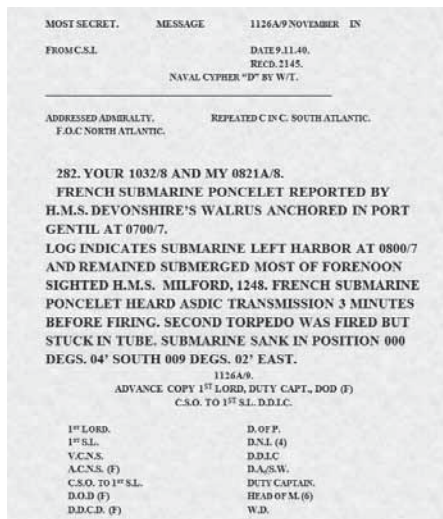 MOST SECRET. MESSAGE 1126A/9 NOVEMBER IN
FROM C.S.I. DATE 9.11.40.
RECD. 2145.
NAVAL CYPHER “D” BY W/T.
ADDRESSED ADMIRALTY. REPEATED C IN C. SOUTH ATLANTIC.
F.O.C NORTH ATLANTIC.
282. YOUR 1032/8 AND MY 0821A/8.
FRENCH SUBMARINE PONCELET REPORTED BY
H.M.S. DEVONSHIRE’S WALRUS ANCHORED IN PORT
GENTIL AT 0700/7.
LOG INDICATES SUBMARINE LEFT HARBOR AT 0800/7
AND REMAINED SUBMERGED MOST OF FORENOON
SIGHTED H.M.S. MILFORD, 1248. FRENCH SUBMARINE
PONCELET HEARD ASDIC TRANSMISSION 3 MINUTES
BEFORE FIRING. SECOND TORPEDO WAS FIRED BUT
STUCK IN TUBE. SUBMARINE SANK IN POSITION 000
DEGS. 04’ SOUTH 009 DEGS. 02’ EAST.
1126A/9.
ADVANCE COPY 1ST LORD, DUTY CAPT., DOD (F)
C.S.O. TO 1ST S.L. D.D.I.C.
1ST LORD. D. OF P.
1ST S.L. D.N.I. (4)
V.C.N.S. D.D.I.C
A.C.N.S. (F) D.A./S.W.
C.S.O. TO 1ST S.L. DUTY CAPTAIN.
D.O.D (F) HEAD OF M. (6)
D.D.C.D. (F) W.D.